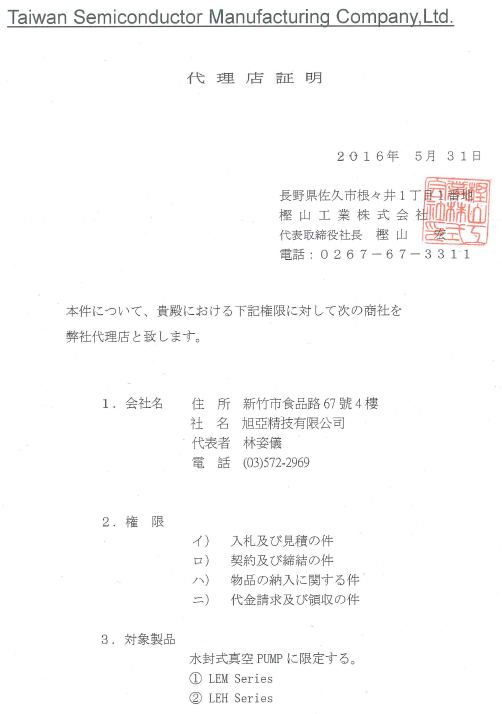 Taiwan Semiconductor Manufacturing Company,Ltd.
代 理 店 証 明
２０１６年　５月 ３１日
長野県佐久市根々井１丁目１番地
樫 山 工 業 株 式 会 社
代表取締役社長　樫 山　　宏
電話：０２６７－６７－３３１１
本件について、貴殿における下記権限に対して次の商社を
弊社代理店と致します。
１．会社名　住　所　新竹市食品路 67 號 4 樓
社　名　旭亞精技有限公司
代表者　林姿儀
電　話　(03)572-2969
２．権　限
イ）　入札及び見積の件
ロ）　契約及び締結の件
ハ）　物品の納入に関する件
ニ）　代金請求及び領収の件
３．対象製品
水封式真空 PUMP に限定する。
① LEM Series
② LEH Series